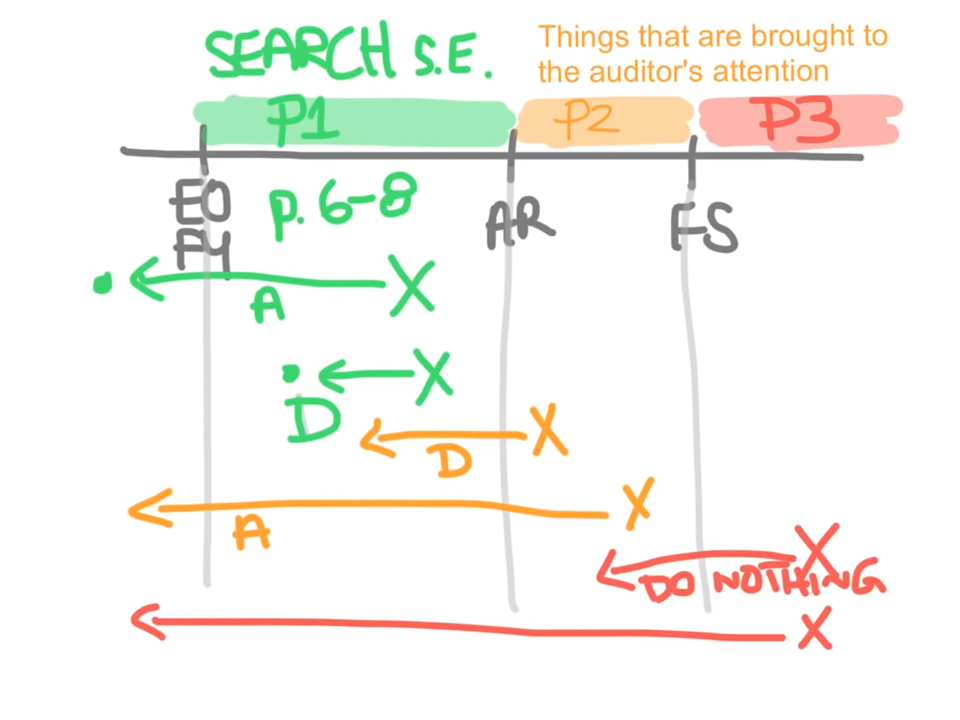 SEARCH S.E.
Things that are brought to
the auditor's attention
P1
P2
P3
EO
FY
p. 6-8
AR
FS
X
A
X
D
X
D
X
A
X
DO NOTHING
X